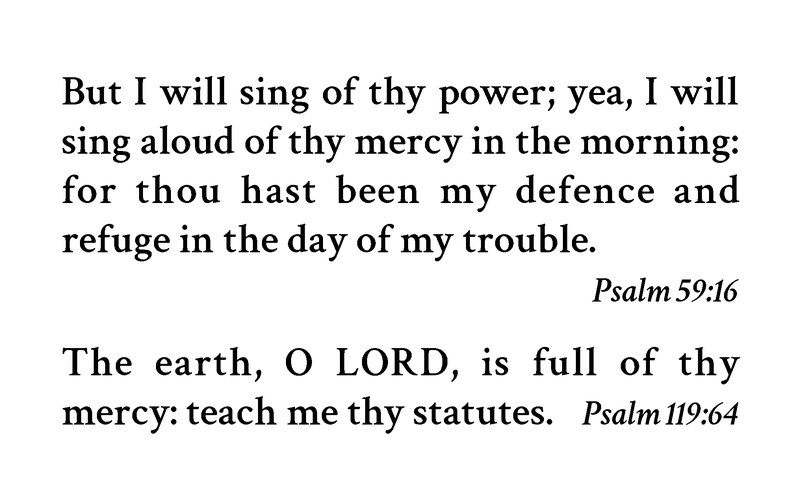 But I will sing of thy power; yea, I will
sing aloud of thy mercy in the morning:
for thou hast been my defence and
refuge in the day of my trouble.
Psalm 59:16
The earth, O LORD, is full of thy
mercy: teach me thy statutes. Psalm 119:64